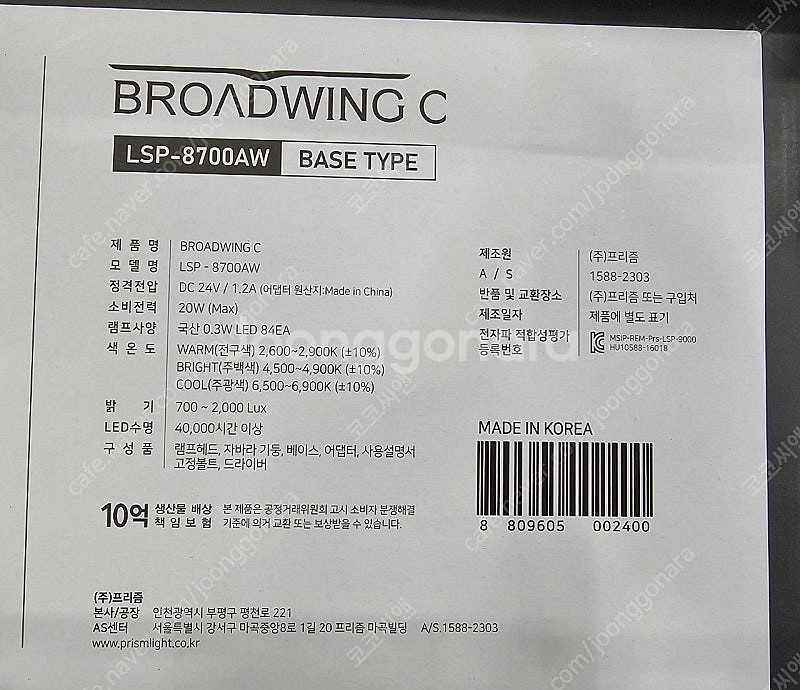 BROADWING C
LSP-8700AW BASE TYPE
제 품 명 BROADWING C
모 델 명 LSP - 8700AW
정격전압 DC 24V / 1.2A (어댑터 원산지:Made in China)
소비전력 20W (Max)
램프사양 국산 0.3W LED 84EA
색 온 도 WARM(전구색) 2,600~2,900K (±10%)
BRIGHT(주백색) 4,500~4,900K (±10%)
COOL(주광색) 6,500~6,900K (±10%)
밝 기 700 ~ 2,000 Lux
LED수명 40,000시간 이상
구 성 품 램프헤드, 자바라 기둥, 베이스, 어댑터, 사용설명서
고정볼트, 드라이버
제조원 (주)프리즘
A / S 1588-2303
반품 및 교환장소 (주)프리즘 또는 구입처
제조일자 제품에 별도 표기
전자파 적합성평가 MSIP-REM-Prs-LSP-9000
등록번호 HU10588-16018
MADE IN KOREA
8 809605 002400
10억 생산물 배상 본 제품은 공정거래위원회 고시 소비자 분쟁해결
책 임 보 험 기준에 의거 교환 또는 보상받을 수 있습니다.
(주)프리즘
본사/공장 인천광역시 부평구 평천로 221
AS센터 서울특별시 강서구 마곡중앙8로 1길 20 프리즘 마곡빌딩 A/S.1588-2303
www.prismlight.co.kr
joonggonara
cafe.naver.com/joonggonara
코코씨엔